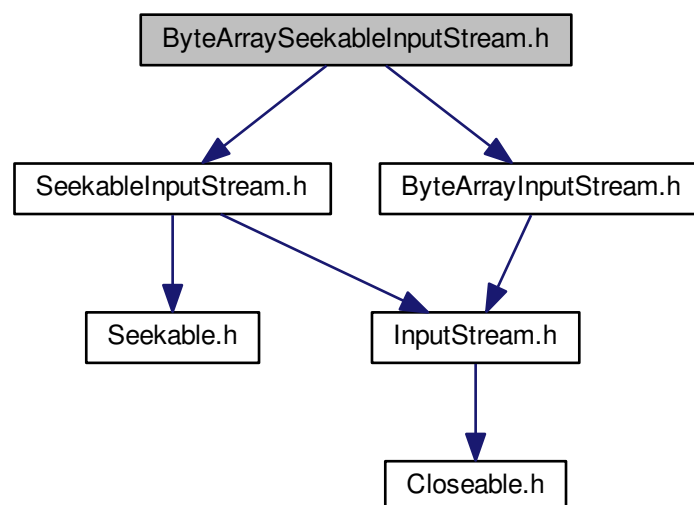 ByteArraySeekableInputStream.h
SeekableInputStream.h
ByteArrayInputStream.h
Seekable.h
InputStream.h
Closeable.h